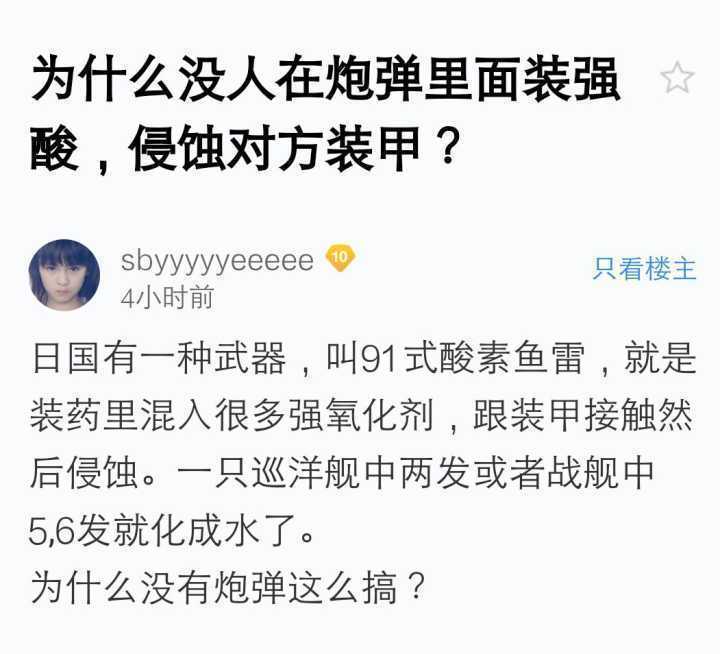 为什么没人在炮弹里面装强
酸，侵蚀对方装甲？
sbyyyyyeeeee 10
4小时前
只看楼主
日国有一种武器，叫91式酸素鱼雷，就是
装药里混入很多强氧化剂，跟装甲接触然
后侵蚀。一只巡洋舰中两发或者战舰中
5,6发就化成水了。
为什么没有炮弹这么搞？